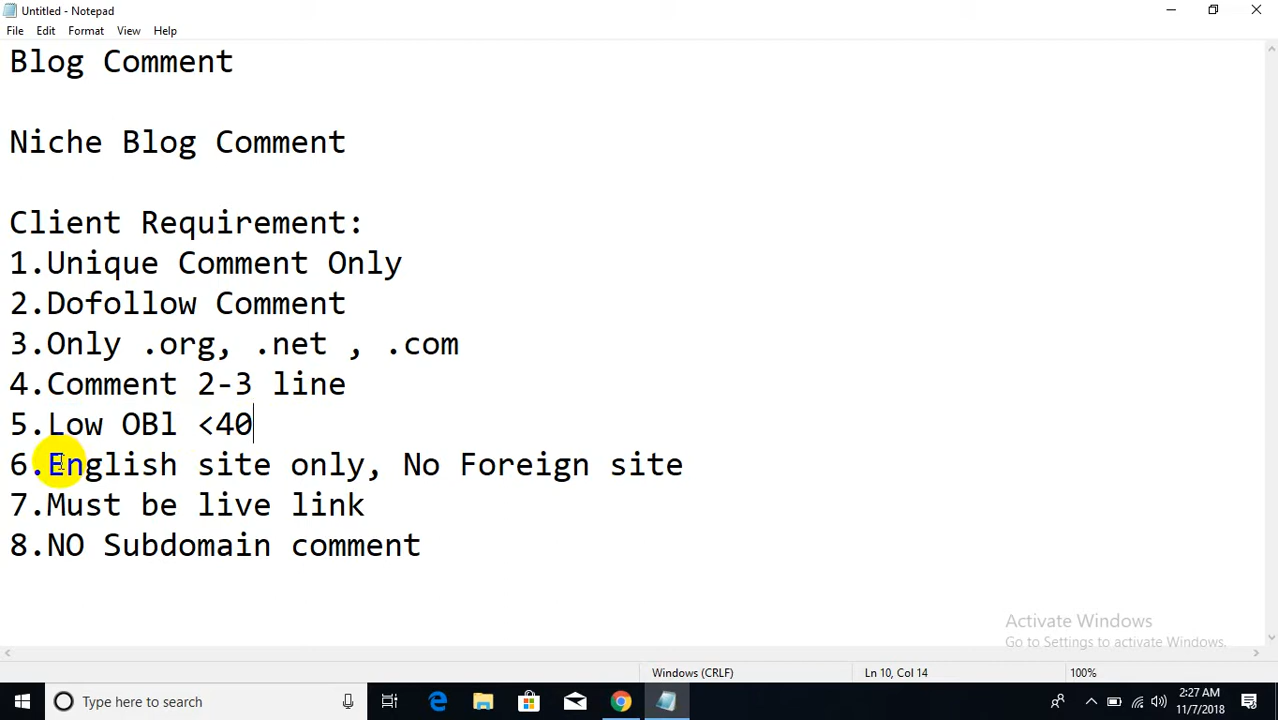 Untitled - Notepad
File Edit Format View Help
Blog Comment
Niche Blog Comment
Client Requirement:
1.Unique Comment Only
2.Dofollow Comment
3.Only .org, .net , .com
4.Comment 2-3 line
5.Low OBl <40
6.English site only, No Foreign site
7.Must be live link
8.NO Subdomain comment
Activate Windows
Go to Settings to activate Windows.
Windows (CRLF) Ln 10, Col 14 100%
Type here to search
2:27 AM
11/7/2018